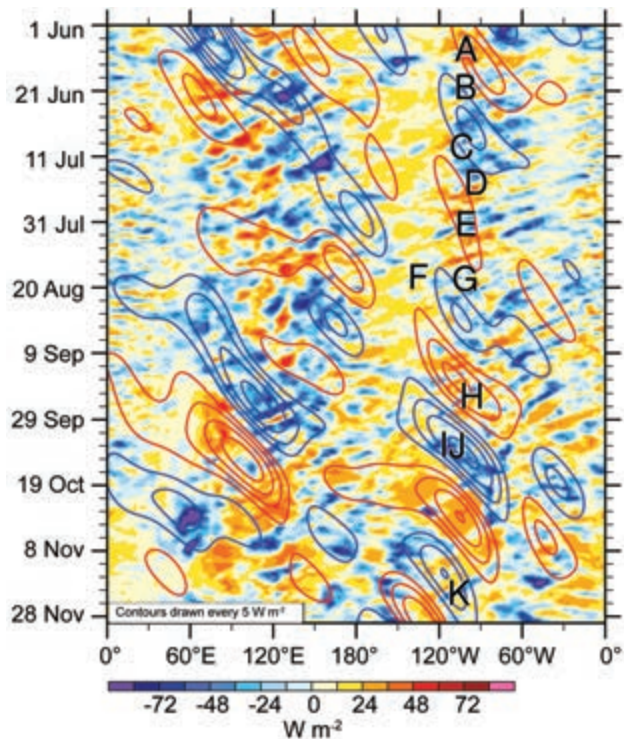 1 Jun
A
B
21 Jun
C
11 Jul
D
31 Jul
E
F G
20 Aug
9 Sep
H
29 Sep
IJ
19 Oct
8 Nov
K
28 Nov
Contours drawn every 5 W m-2
0° 60°E 120°E 180° 120°W 60°W 0°
-72 -48 -24 0 24 48 72
W m-2